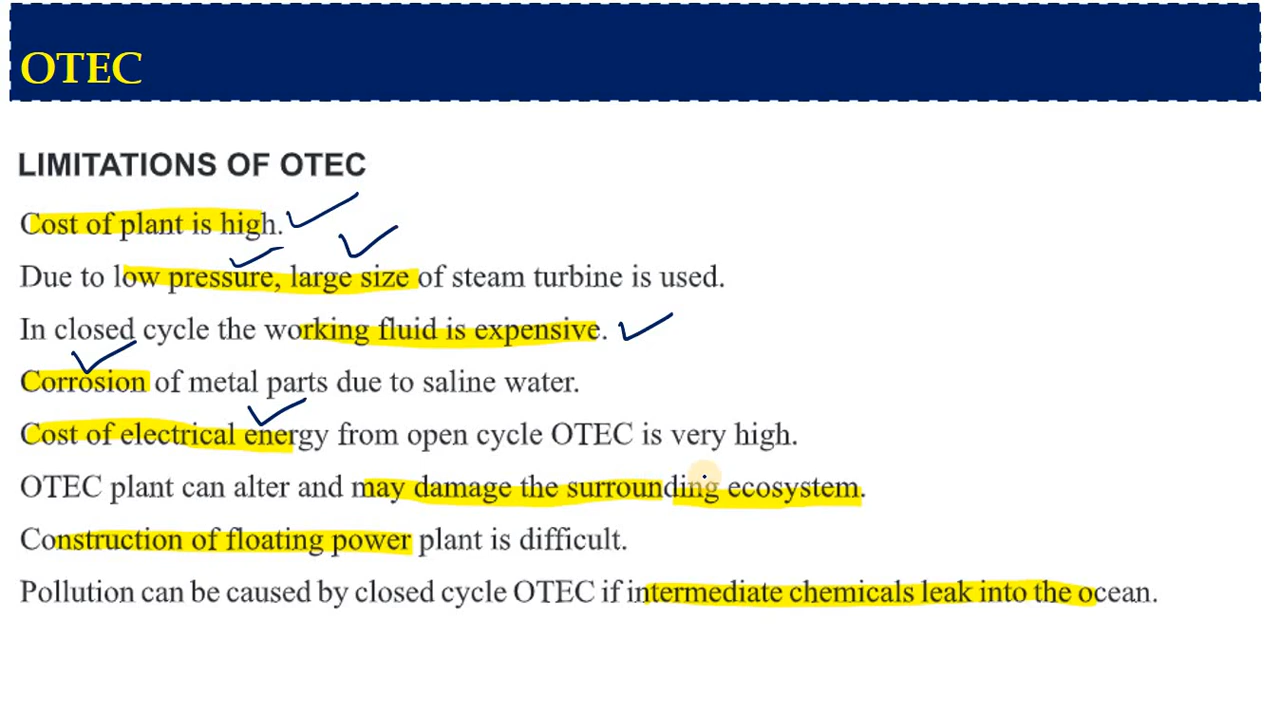 OTEC
LIMITATIONS OF OTEC
Cost of plant is high.
Due to low pressure, large size of steam turbine is used.
In closed cycle the working fluid is expensive.
Corrosion of metal parts due to saline water.
Cost of electrical energy from open cycle OTEC is very high.
OTEC plant can alter and may damage the surrounding ecosystem.
Construction of floating power plant is difficult.
Pollution can be caused by closed cycle OTEC if intermediate chemicals leak into the ocean.